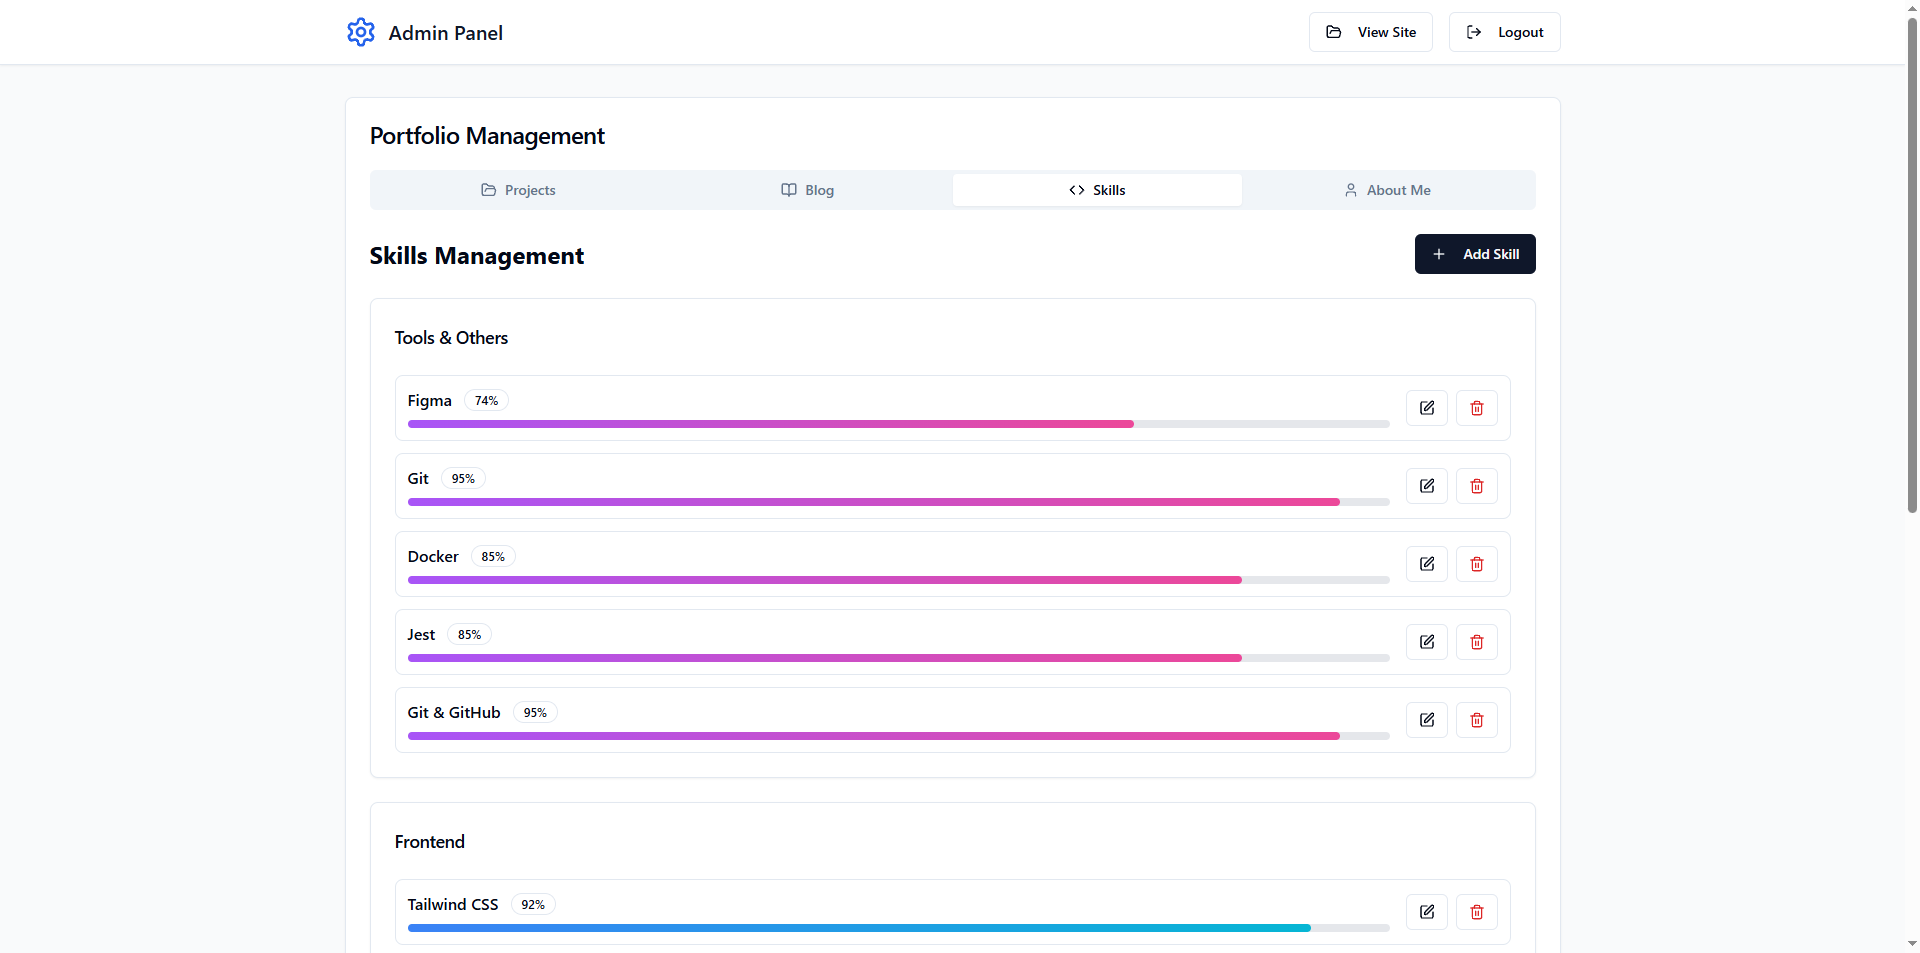 Admin Panel
View Site
Logout
Portfolio Management
Projects
Blog
Skills
About Me
Skills Management
Add Skill
Tools & Others
Figma 74%
Git 95%
Docker 85%
Jest 85%
Git & GitHub 95%
Frontend
Tailwind CSS 92%